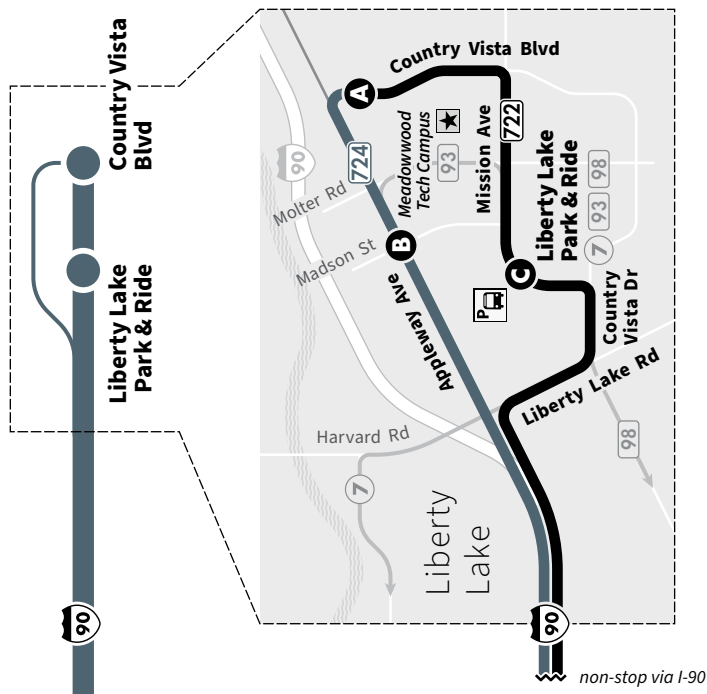 Country Vista
Blvd
Liberty Lake
Park & Ride
90
Country Vista Blvd
A
90
724
Meadowwood
Tech Campus
93
Mission Ave
722
Molter Rd
Madson St
B
Liberty Lake
Park & Ride
7 93 98
C
P
Appleway Ave
Country
Vista Dr
Liberty Lake Rd
Harvard Rd
98
7
Liberty
Lake
90
non-stop via I-90